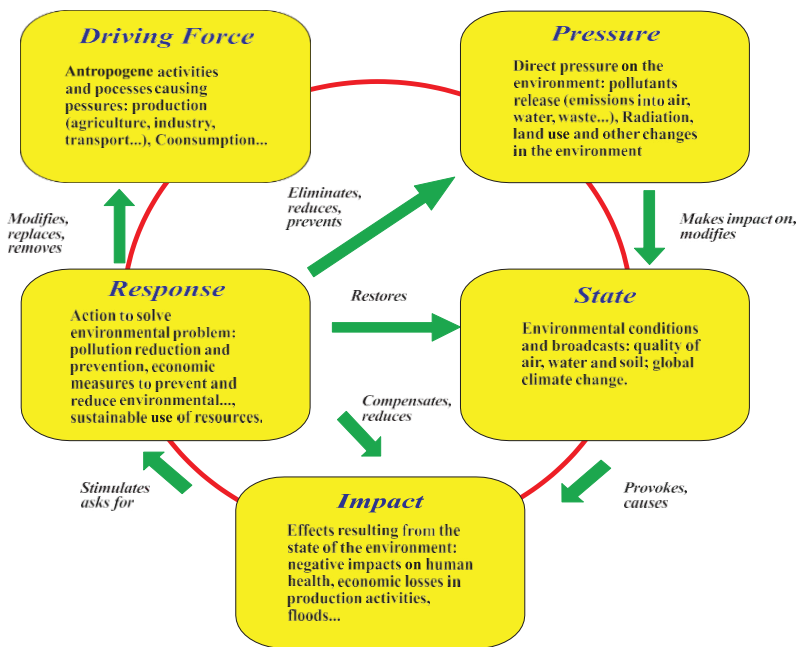 Driving Force
Antropogene activities
and pocesses causing
pessures: production
(agriculture, industry,
transport...), Coonsumption...
Pressure
Direct pressure on the
environment: pollutants
release (emissions into air,
water, waste...), Radiation,
land use and other changes
in the environment
Modifies,
replaces,
removes
Eliminates,
reduces,
prevents
Makes impact on,
modifies
Response
Action to solve
environmental problem:
pollution reduction and
prevention, economic
measures to prevent and
reduce environmental...,
sustainable use of resources.
Restores
State
Environmental conditions
and broadcasts: quality of
air, water and soil; global
climate change.
Compensates,
reduces
Stimulates
asks for
Provokes,
causes
Impact
Effects resulting from the
state of the environment:
negative impacts on human
health, economic losses in
production activities,
floods...